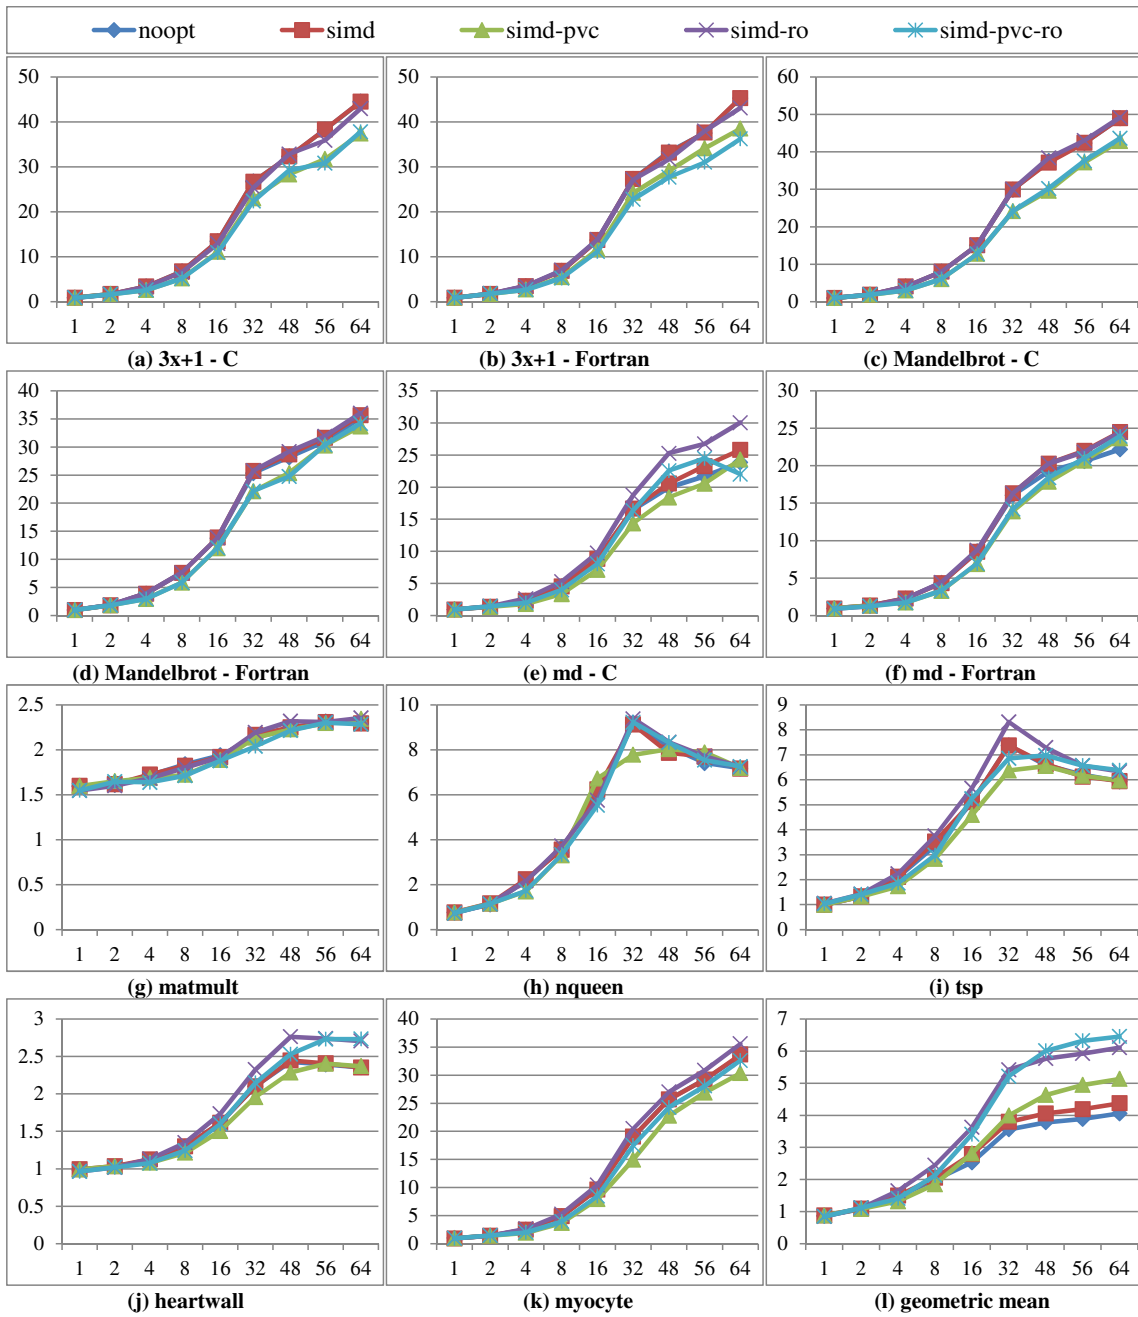 noopt simd simd-pvc simd-ro simd-pvc-ro
50 50 60
40 40 50
30 30 40
20 20 30
10 10 20
0 0 10
0
1 2 4 8 16 32 48 56 64 1 2 4 8 16 32 48 56 64 1 2 4 8 16 32 48 56 64
(a) 3x+1 - C (b) 3x+1 - Fortran (c) Mandelbrot - C
40 35 30
35 30 25
30 25 20
25 20 15
20 15 10
15 10 5
10 5 0
5 0
0
1 2 4 8 16 32 48 56 64 1 2 4 8 16 32 48 56 64 1 2 4 8 16 32 48 56 64
(d) Mandelbrot - Fortran (e) md - C (f) md - Fortran
2.5 10 9
2 8 8
1.5 6 7
1 4 6
0.5 2 5
0 0 4
3
2
1
0
1 2 4 8 16 32 48 56 64 1 2 4 8 16 32 48 56 64 1 2 4 8 16 32 48 56 64
(g) matmult (h) nqueen (i) tsp
3 40 7
2.5 35 6
2 30 5
1.5 25 4
1 20 3
0.5 15 2
0 10 1
5 0
0
1 2 4 8 16 32 48 56 64 1 2 4 8 16 32 48 56 64 1 2 4 8 16 32 48 56 64
(j) heartwall (k) myocyte (l) geometric mean